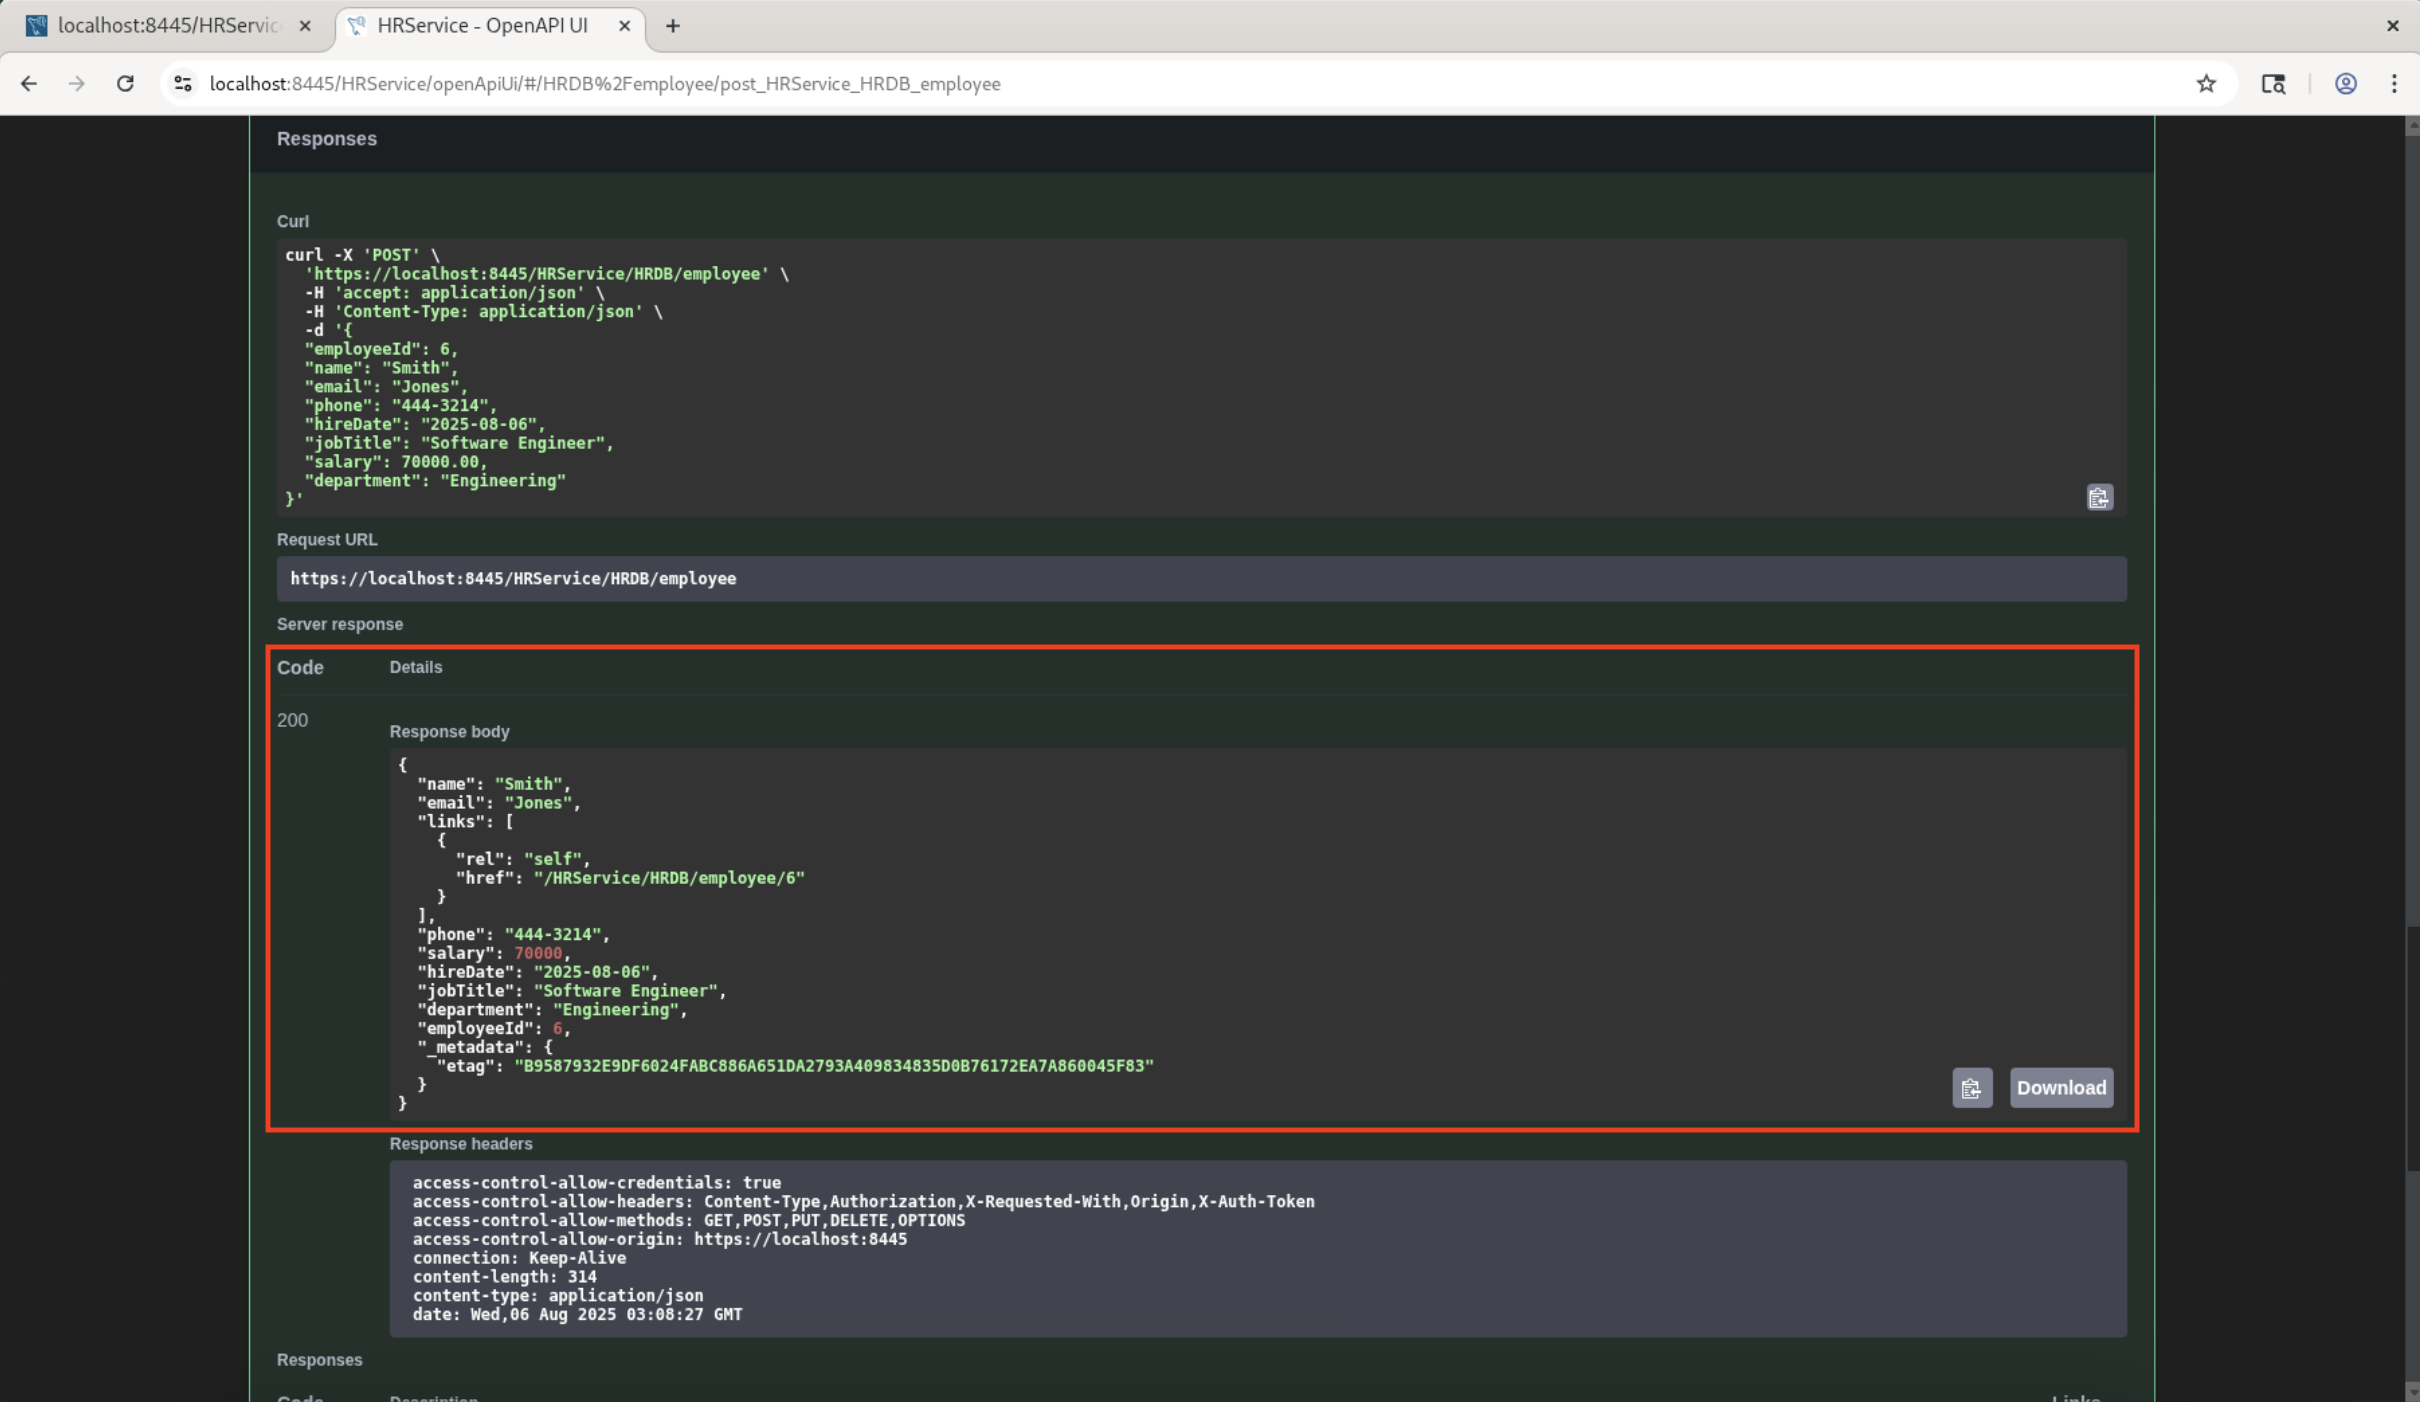 localhost:8445/HRServic
HRService - OpenAPI UI
localhost:8445/HRService/openApiUi/#/HRDB%2Femployee/post_HRService_HRDB_employee
Responses
Curl
curl -X 'POST' \
  'https://localhost:8445/HRService/HRDB/employee' \
  -H 'accept: application/json' \
  -H 'Content-Type: application/json' \
  -d '{
  "employeeId": 6,
  "name": "Smith",
  "email": "Jones",
  "phone": "444-3214",
  "hireDate": "2025-08-06",
  "jobTitle": "Software Engineer",
  "salary": 70000.00,
  "department": "Engineering"
}'
Request URL
https://localhost:8445/HRService/HRDB/employee
Server response
Code Details
200
Response body
{
  "name": "Smith",
  "email": "Jones",
  "links": [
    {
      "rel": "self",
      "href": "/HRService/HRDB/employee/6"
    }
  ],
  "phone": "444-3214",
  "salary": 70000,
  "hireDate": "2025-08-06",
  "jobTitle": "Software Engineer",
  "department": "Engineering",
  "employeeId": 6,
  "_metadata": {
    "etag": "B9587932E9DF6024FABC886A651DA2793A409834835D0B76172EA7A860045F83"
  }
}
Download
Response headers
access-control-allow-credentials: true
access-control-allow-headers: Content-Type,Authorization,X-Requested-With,Origin,X-Auth-Token
access-control-allow-methods: GET,POST,PUT,DELETE,OPTIONS
access-control-allow-origin: https://localhost:8445
connection: Keep-Alive
content-length: 314
content-type: application/json
date: Wed,06 Aug 2025 03:08:27 GMT
Responses
Code Description Links